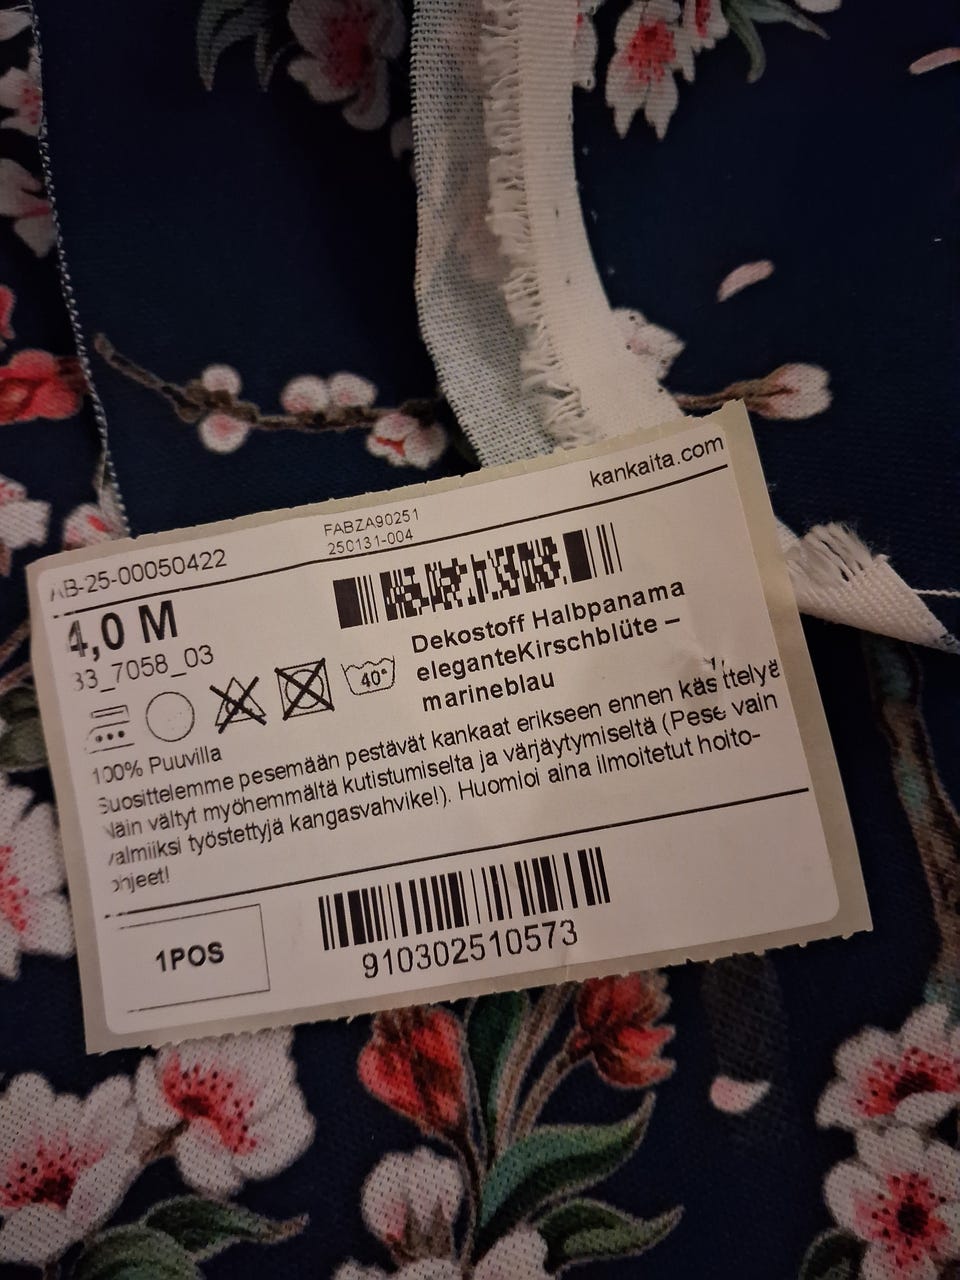 kankaita.com
AB-25-00050422
FABZA90251
250131-004
4,0 M
33_7058_03
Dekostoff Halbpanama
eleganteKirschblüte –
marineblau
40°
100% Puuvilla
Suosittelemme pesemään pestävät kankaat erikseen ennen käsittelyä
Näin vältyt myöhemmältä kutistumiselta ja värjäytymiseltä (Pese vain
valmiiksi työstettyjä kangasvahvike!). Huomioi aina ilmoitetut hoito-
ohjeet!
1POS
910302510573